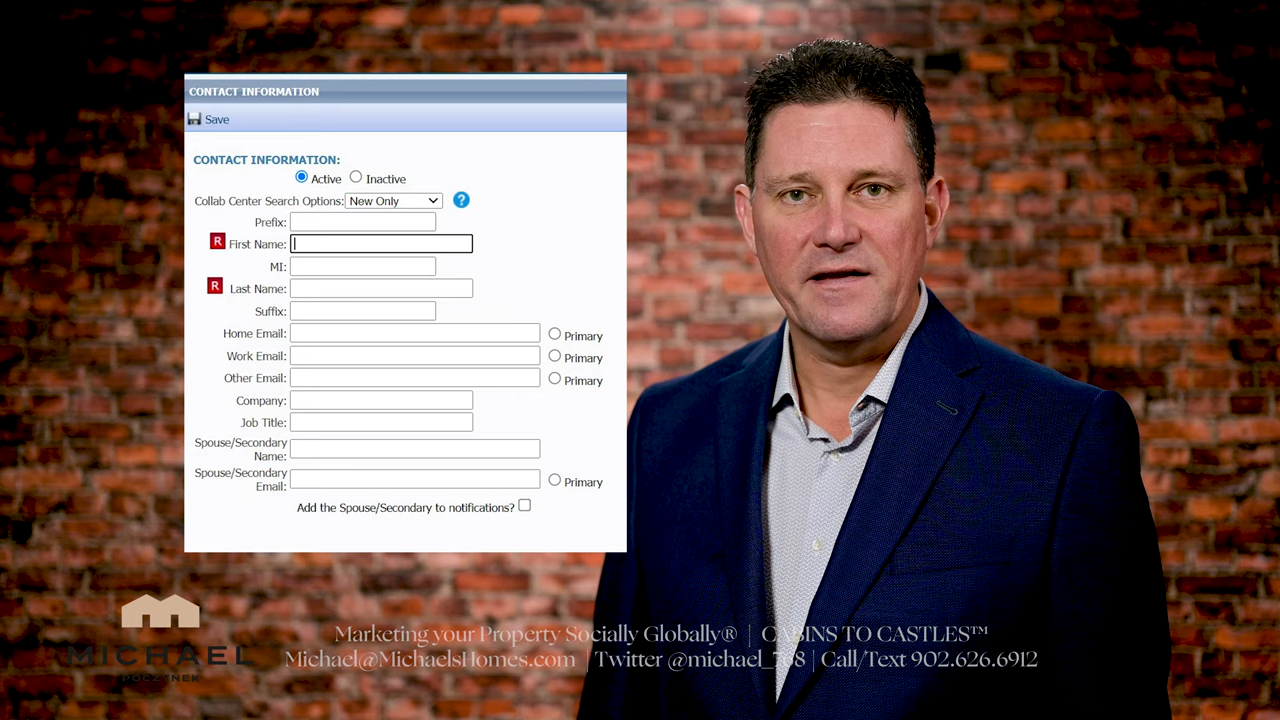 CONTACT INFORMATION
Save
CONTACT INFORMATION:
Active Inactive
Collab Center Search Options: New Only ?
Prefix:
R First Name:
MI:
R Last Name:
Suffix:
Home Email: Primary
Work Email: Primary
Other Email: Primary
Company:
Job Title:
Spouse/Secondary
Name:
Spouse/Secondary
Email: Primary
Add the Spouse/Secondary to notifications?
MICHAEL
POCZYNEK
Marketing your Property Socially Globally® | CABINS TO CASTLES™
Michael@MichaelsHomes.com | Twitter @michael_768 | Call/Text 902.626.6912